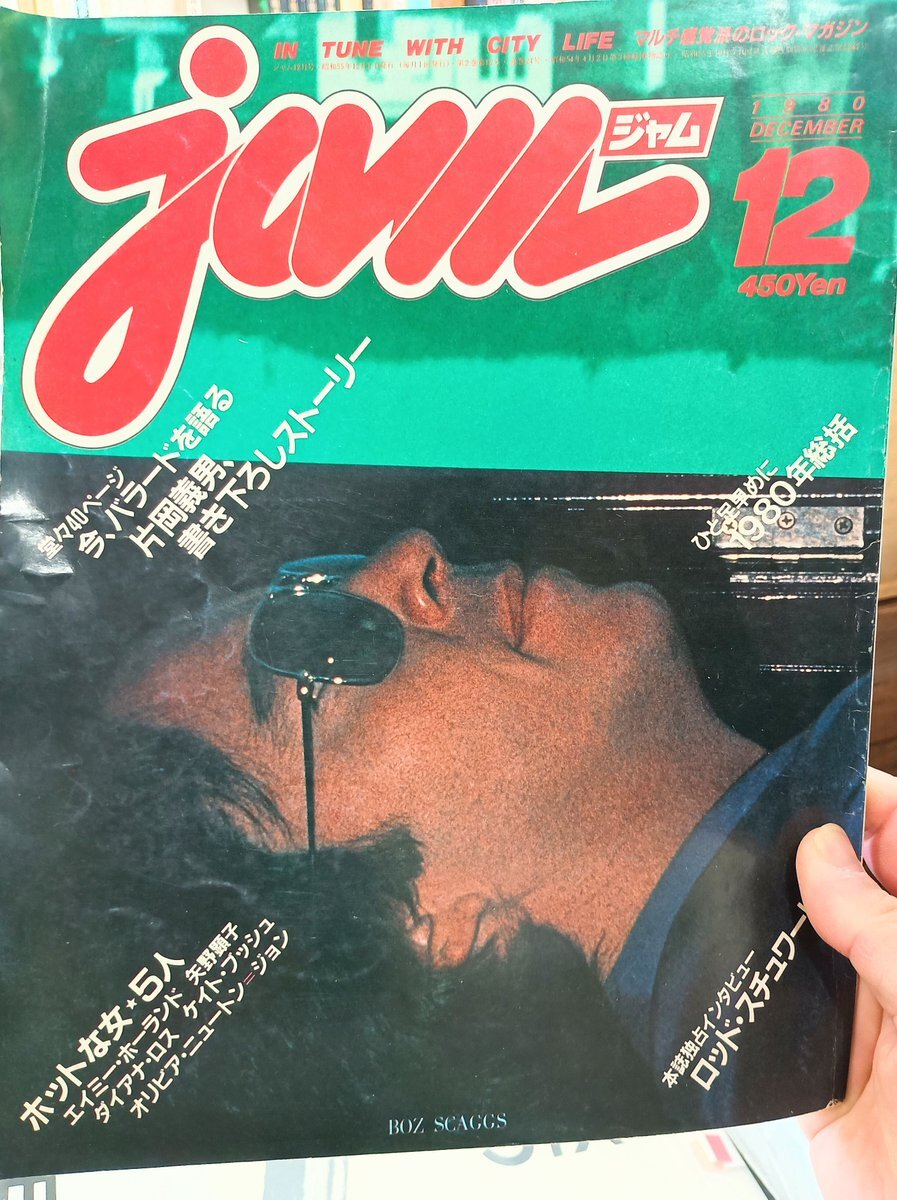 IN TUNE WITH CITY LIFE マルチ感覚派のロック・マガジン
jam
ジャム
1980
DECEMBER
12
450Yen
堂々40ページ
今、バラードを語る
片岡義男、
書き下ろしストーリー
ひと足早めに
1980年総括
ホットな女★5人
エイミー・ホーランド 矢野顕子
ダイアナ・ロス ケイト・ブッシュ
オリビア・ニュートン=ジョン
本誌独占インタビュー
ロッド・スチュワー
BOZ SCAGGS